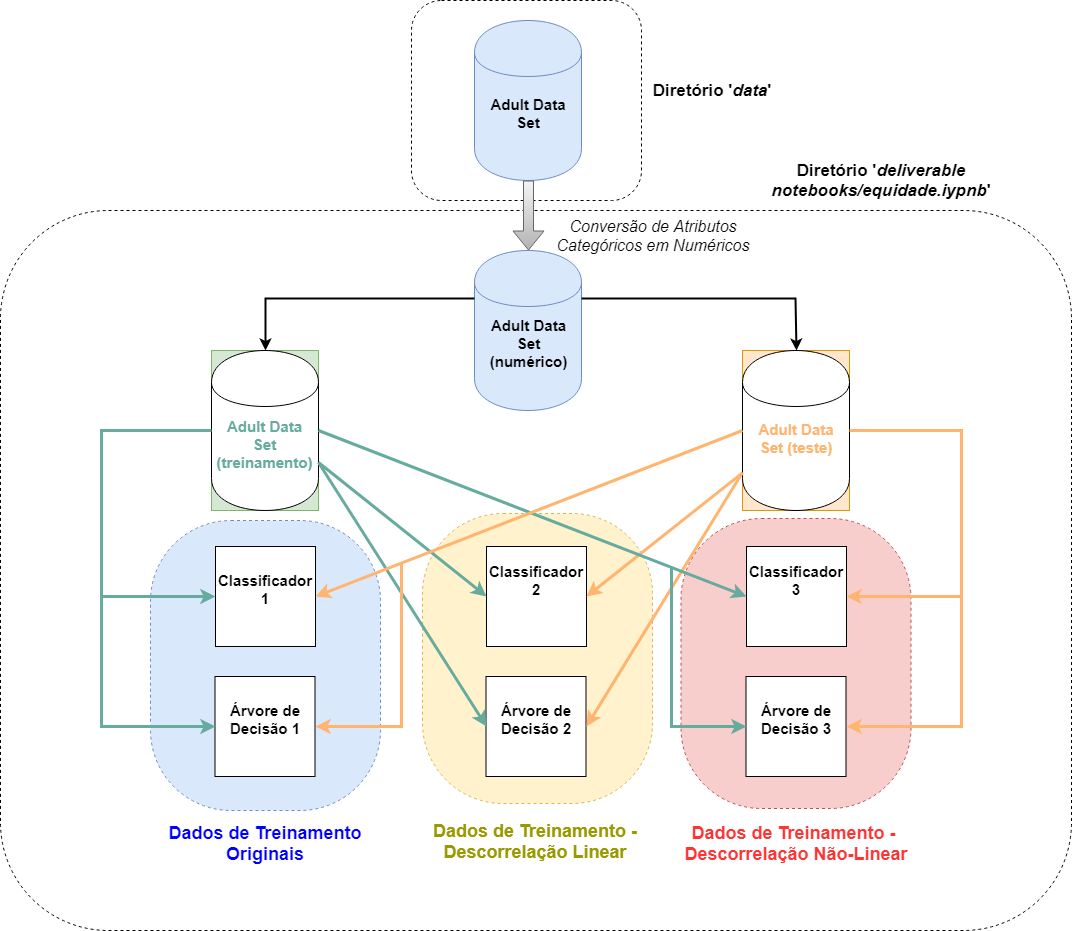 Adult Data
Set
Diretório 'data'
Diretório 'deliverable
notebooks/equidade.iypnb'
Conversão de Atributos
Categóricos em Numéricos
Adult Data
Set
(numérico)
Adult Data
Set
(treinamento)
Adult Data
Set (teste)
Classificador
1
Classificador
2
Classificador
3
Árvore de
Decisão 1
Árvore de
Decisão 2
Árvore de
Decisão 3
Dados de Treinamento
Originais
Dados de Treinamento -
Descorrelação Linear
Dados de Treinamento -
Descorrelação Não-Linear